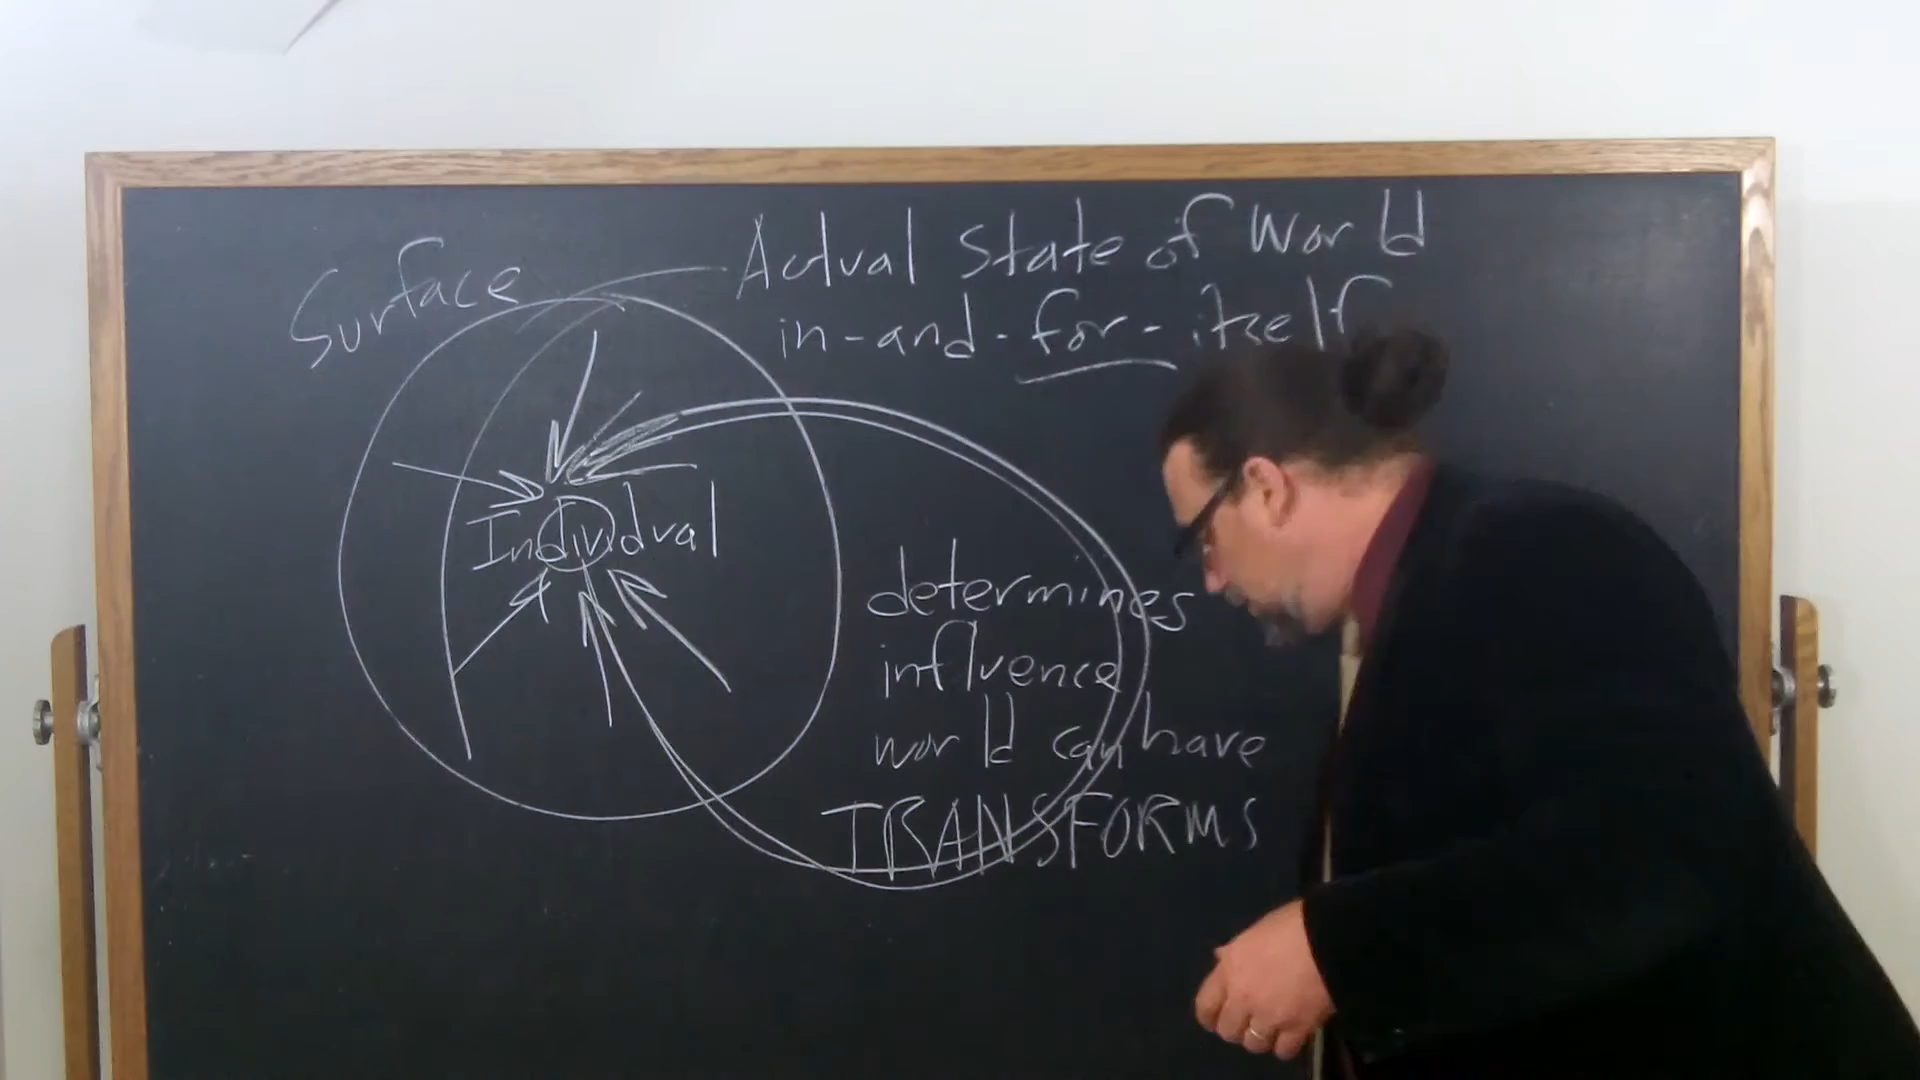 Surface
Actual State of World
in-and-for-itself
Individual
determines
influence
world can have
TRANSFORMS